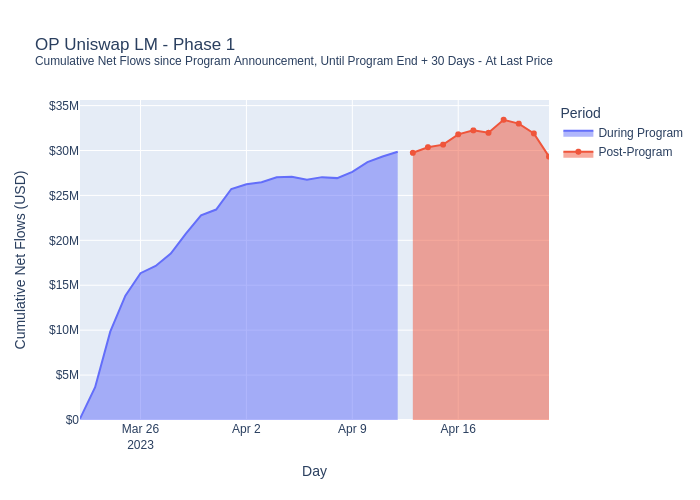 OP Uniswap LM - Phase 1
Cumulative Net Flows since Program Announcement, Until Program End + 30 Days - At Last Price
Period
During Program
Post-Program
Cumulative Net Flows (USD)
$35M
$30M
$25M
$20M
$15M
$10M
$5M
$0
Mar 26
2023
Apr 2
Apr 9
Apr 16
Day